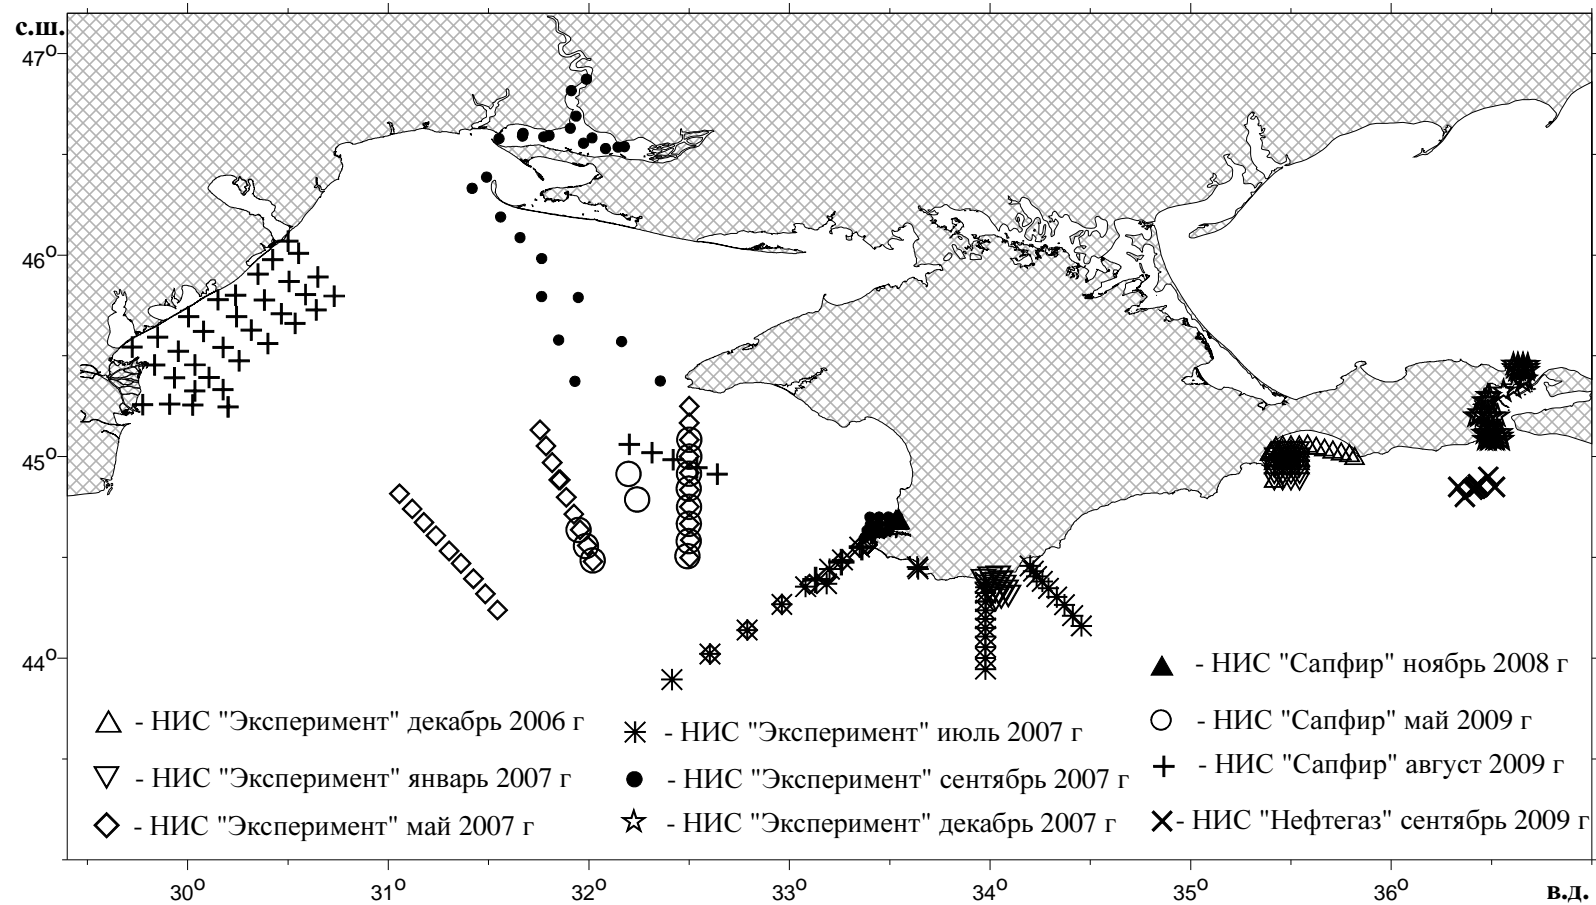 с.ш.
47°
46°
45°
44°
- НИС "Сапфир" ноябрь 2008 г
- НИС "Эксперимент" декабрь 2006 г
- НИС "Эксперимент" июль 2007 г
- НИС "Сапфир" май 2009 г
- НИС "Эксперимент" январь 2007 г
- НИС "Эксперимент" сентябрь 2007 г
- НИС "Сапфир" август 2009 г
- НИС "Эксперимент" май 2007 г
- НИС "Эксперимент" декабрь 2007 г
- НИС "Нефтегаз" сентябрь 2009 г
30° 31° 32° 33° 34° 35° 36° в.д.